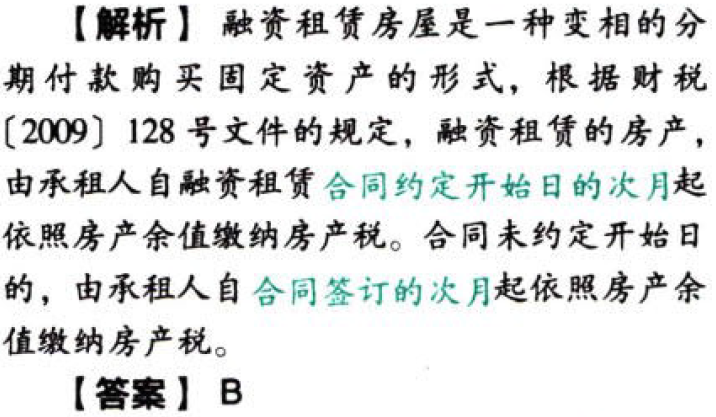 【解析】 融资租赁房屋是一种变相的分
期付款购买固定资产的形式，根据财税
〔2009〕128号文件的规定，融资租赁的房产，
由承租人自融资租赁合同约定开始日的次月起
依照房产余值缴纳房产税。合同未约定开始日
的，由承租人自合同签订的次月起依照房产余
值缴纳房产税。
【答案】 B